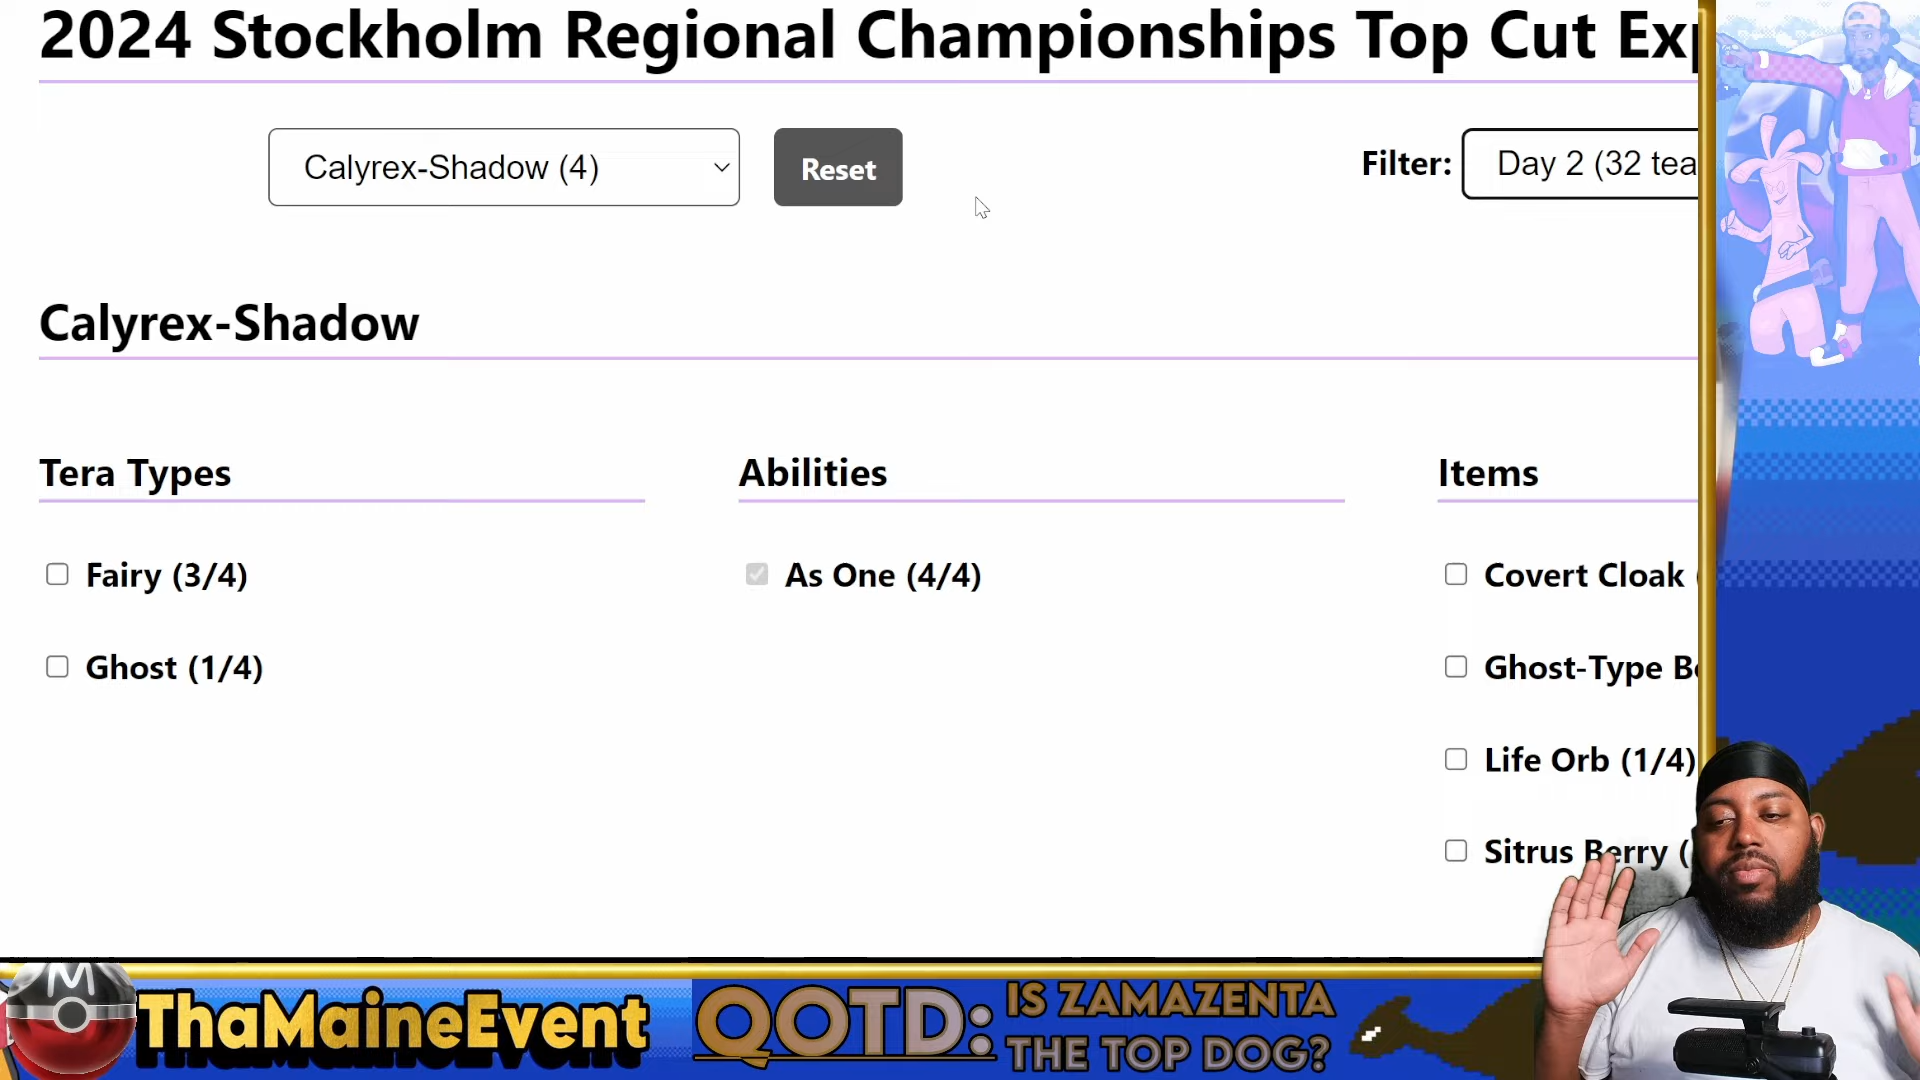 2024 Stockholm Regional Championships Top Cut
Calyrex-Shadow (4)
Reset
Filter:
Day 2 (32
Calyrex-Shadow
Tera Types
Abilities
Items
Fairy (3/4)
As One (4/4)
Covert Cloak
Ghost (1/4)
Ghost-Type
Life Orb (1/4)
Sitrus Berry (
M
ThaMaineEvent
QOTD:
IS ZAMAZENTA
THE TOP DOG?